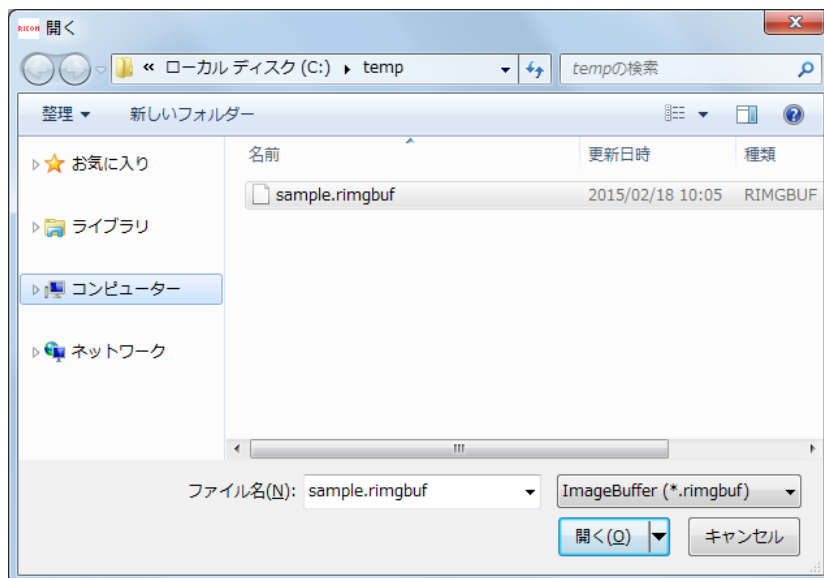 RICOH 開く
« ローカル ディスク (C:) temp tempの検索
整理 新しいフォルダー
お気に入り
ライブラリ
コンピューター
ネットワーク
名前 更新日時 種類
sample.rimgbuf 2015/02/18 10:05 RIMGBUF
ファイル名(N): sample.rimgbuf ImageBuffer (*.rimgbuf)
開く(O) キャンセル